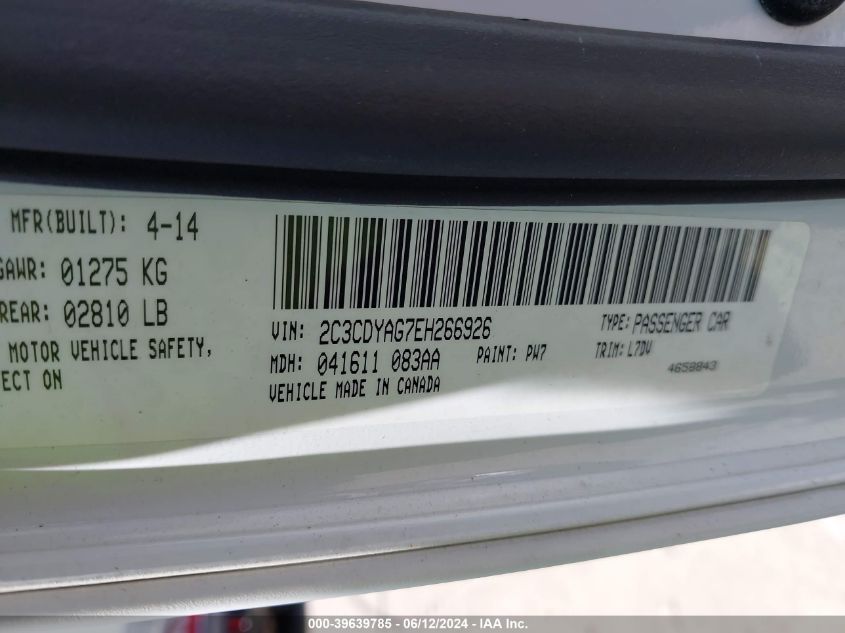 MFR(BUILT): 4-14
GAWR: 01275 KG
REAR: 02810 LB
MOTOR VEHICLE SAFETY,
ECT ON
VIN: 2C3CDYAG7EH266926
TYPE: PASSENGER CAR
MDH: 041611 083AA
PAINT: PW7
TRIM: L7DV
VEHICLE MADE IN CANADA
4658843
000-39639785 - 06/12/2024 - IAA Inc.